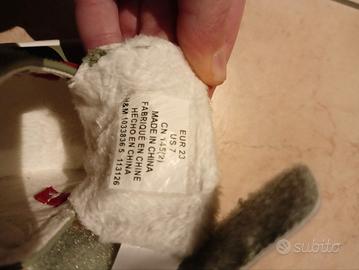 EUR 23
US 7
CN 145(2)
MADE IN CHINA
FABRIQUÉ EN CHINE
HECHO EN CHINA
H&M 1033836 5 113126
subito